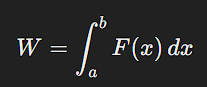 W = ∫_a^b F(x) dx